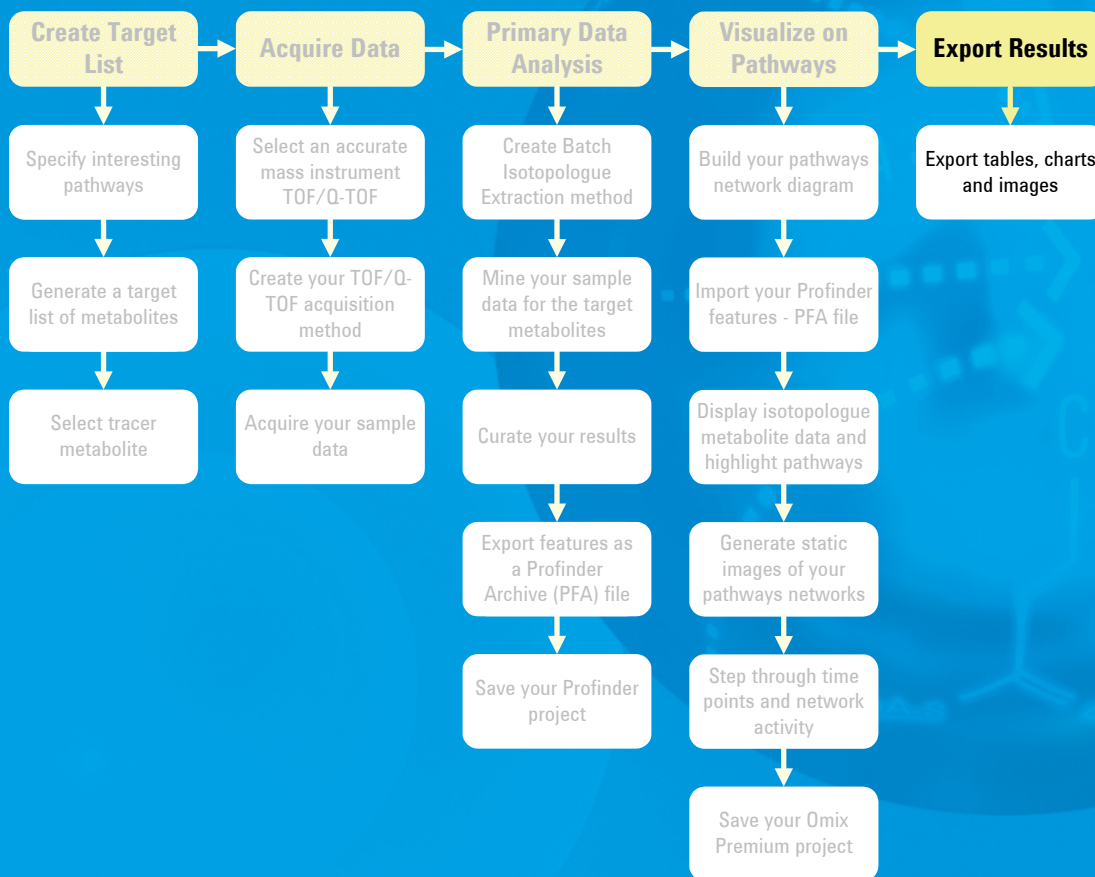 Create Target
List
Acquire Data
Primary Data
Analysis
Visualize on
Pathways
Export Results
Specify interesting
pathways
Generate a target
list of metabolites
Select tracer
metabolite
Select an accurate
mass instrument
TOF/Q-TOF
Create your TOF/Q-
TOF acquisition
method
Acquire your sample
data
Create Batch
Isotopologue
Extraction method
Mine your sample
data for the target
metabolites
Curate your results
Export features as
a Profinder
Archive (PFA) file
Save your Profinder
project
Build your pathways
network diagram
Import your Profinder
features - PFA file
Display isotopologue
metabolite data and
highlight pathways
Generate static
images of your
pathways networks
Step through time
points and network
activity
Save your Omix
Premium project
Export tables, charts
and images